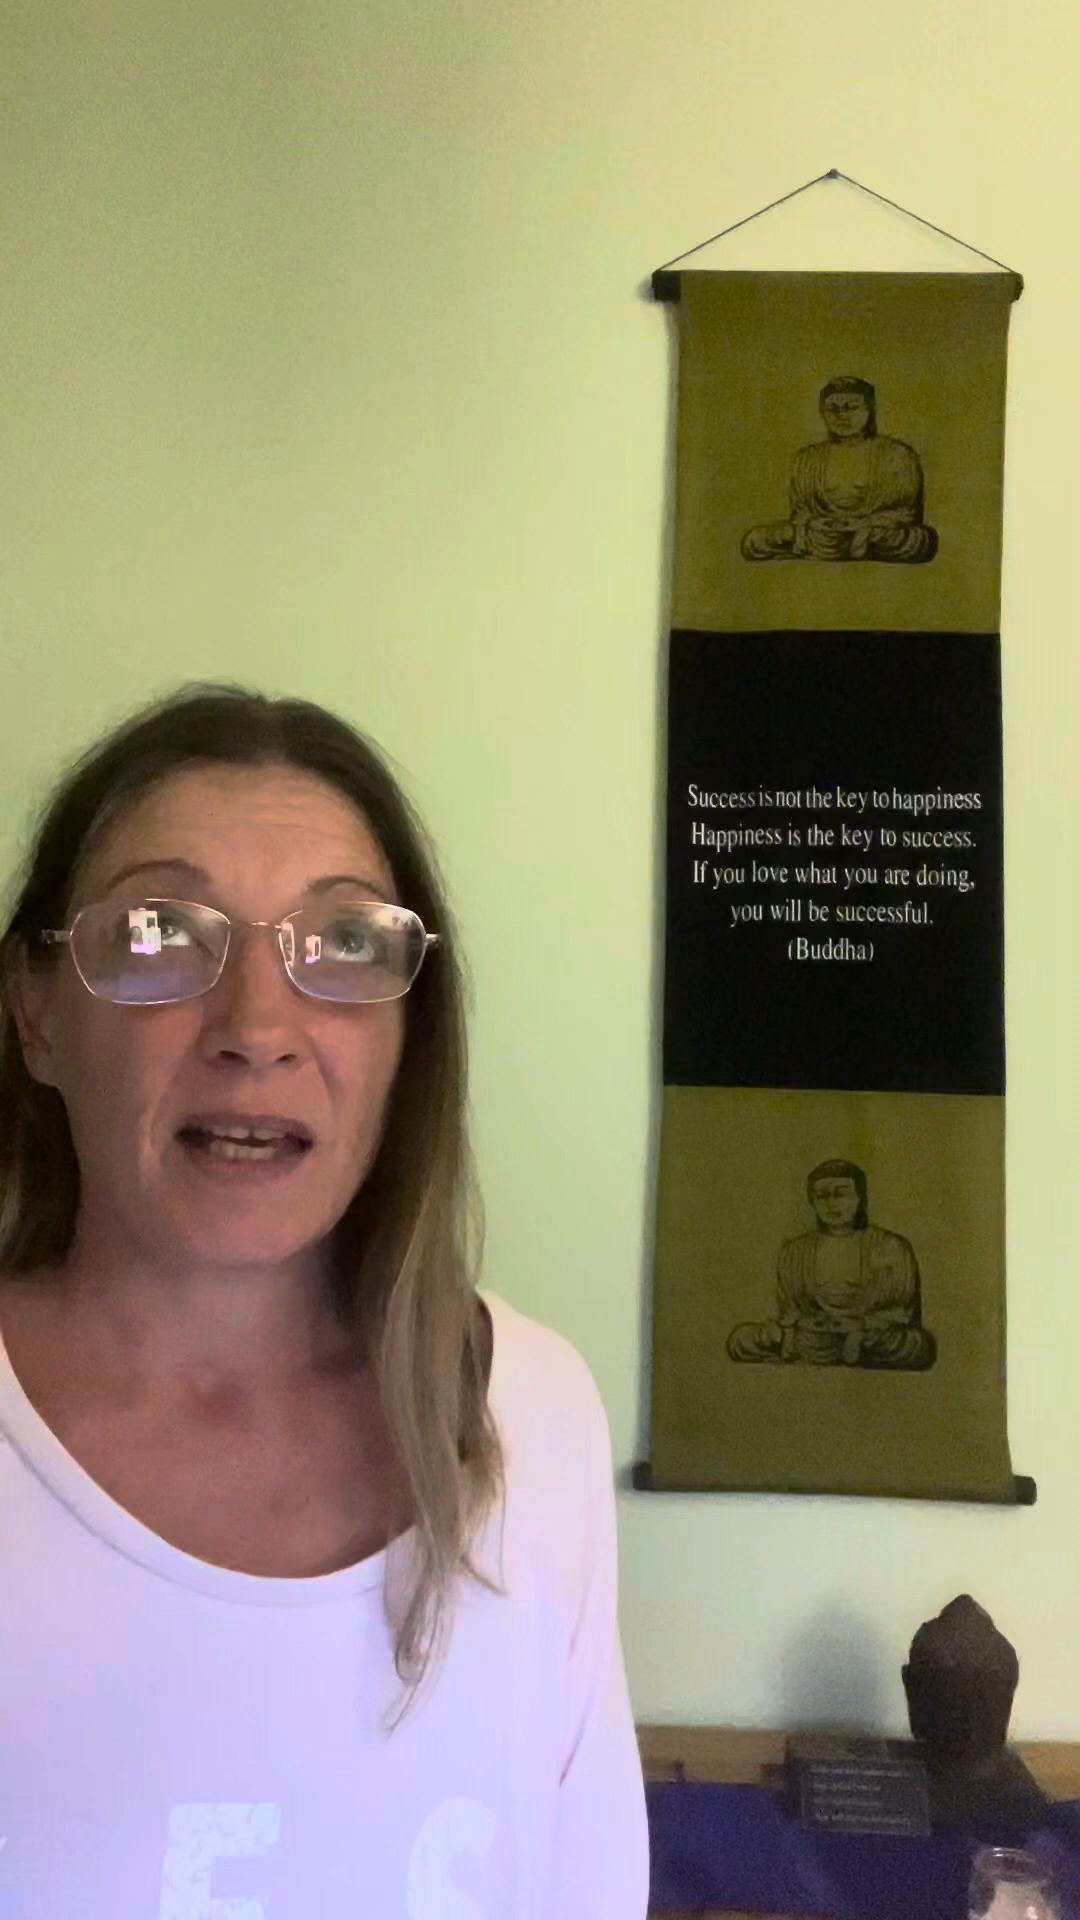 Success is not the key to happiness
Happiness is the key to success.
If you love what you are doing,
you will be successful.
(Buddha)
E S